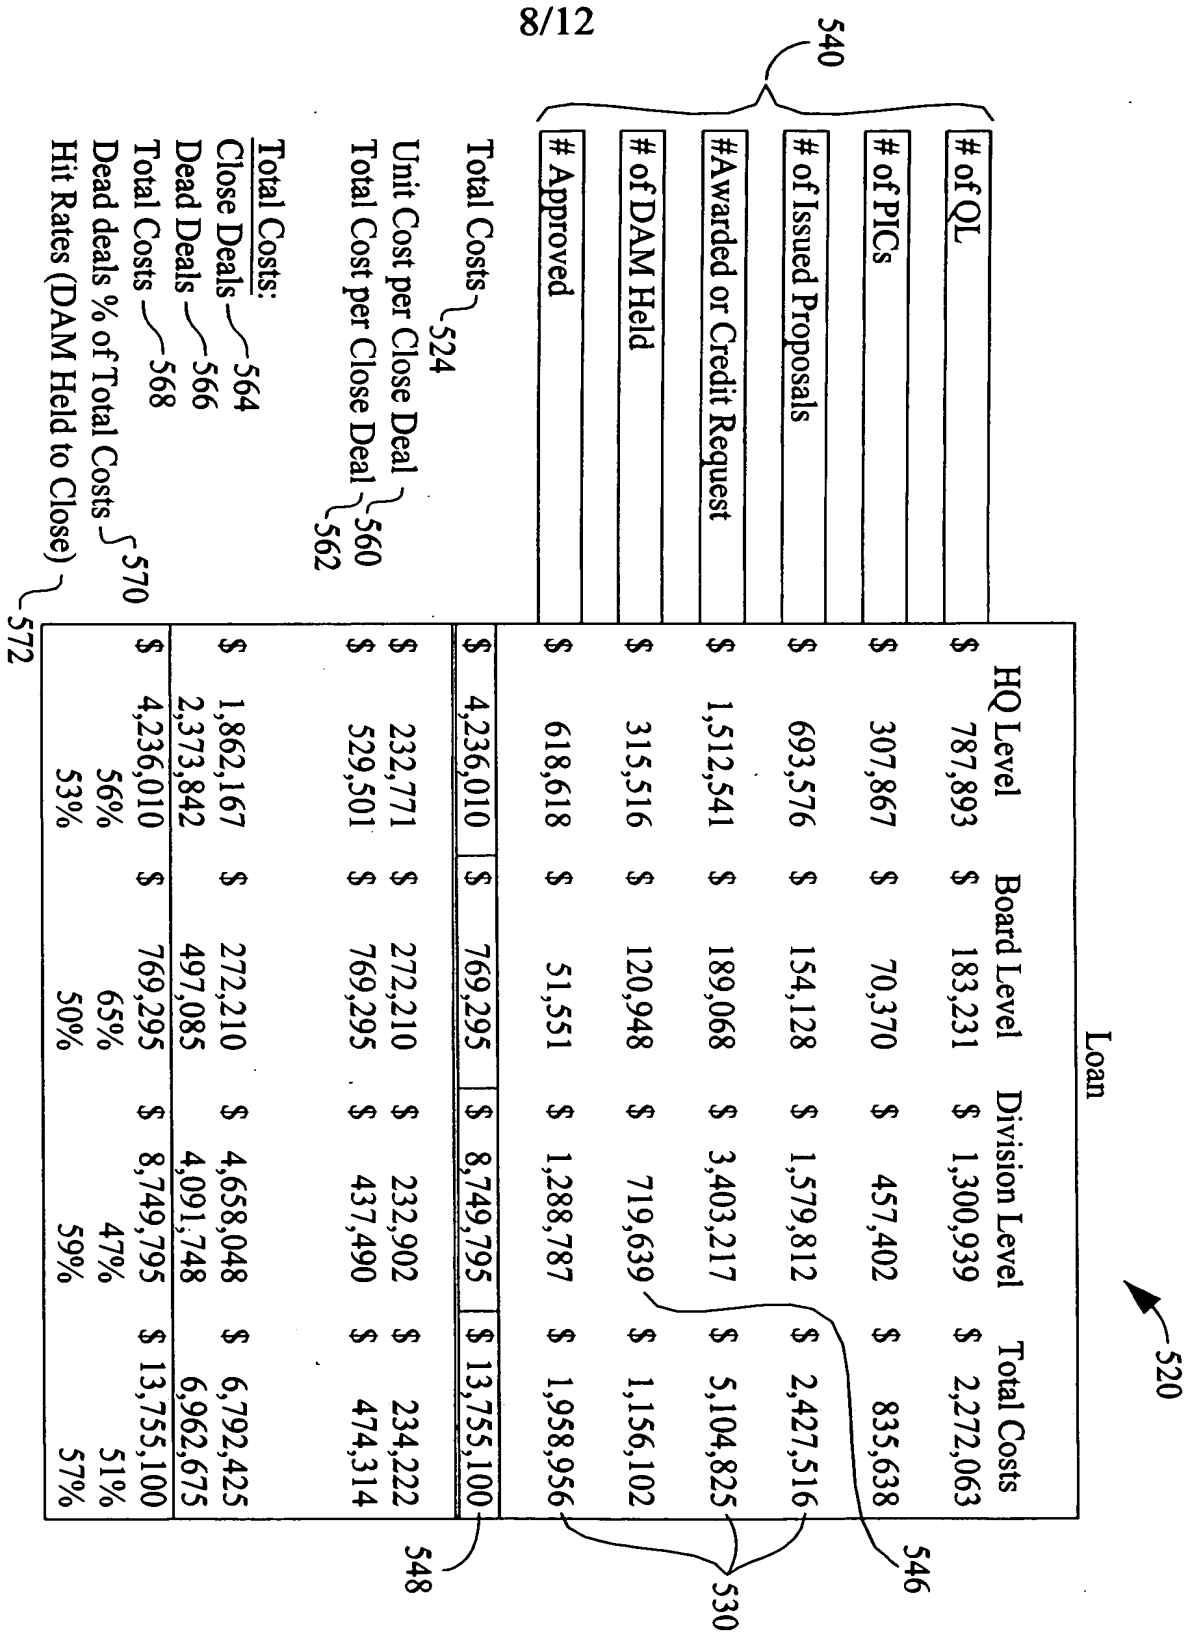 8/12
520
Loan
HQ Level Board Level Division Level Total Costs
540
# of QL $ 787,893 $ 183,231 $ 1,300,939 $ 2,272,063
# of PICs $ 307,867 $ 70,370 $ 457,402 $ 835,638
546
# of Issued Proposals $ 693,576 $ 154,128 $ 1,579,812 $ 2,427,516
#Awarded or Credit Request $ 1,512,541 $ 189,068 $ 3,403,217 $ 5,104,825
530
# of DAM Held $ 315,516 $ 120,948 $ 719,639 $ 1,156,102
# Approved $ 618,618 $ 51,551 $ 1,288,787 $ 1,958,956
Total Costs 524 $ 4,236,010 $ 769,295 $ 8,749,795 $ 13,755,100
548
Unit Cost per Close Deal 560 $ 232,771 $ 272,210 $ 232,902 $ 234,222
Total Cost per Close Deal 562 $ 529,501 $ 769,295 $ 437,490 $ 474,314
Total Costs:
Close Deals 564 $ 1,862,167 $ 272,210 $ 4,658,048 $ 6,792,425
Dead Deals 566 2,373,842 497,085 4,091,748 6,962,675
Total Costs 568 $ 4,236,010 $ 769,295 $ 8,749,795 $ 13,755,100
Dead deals % of Total Costs 570 56% 65% 47% 51%
Hit Rates (DAM Held to Close) 572 53% 50% 59% 57%